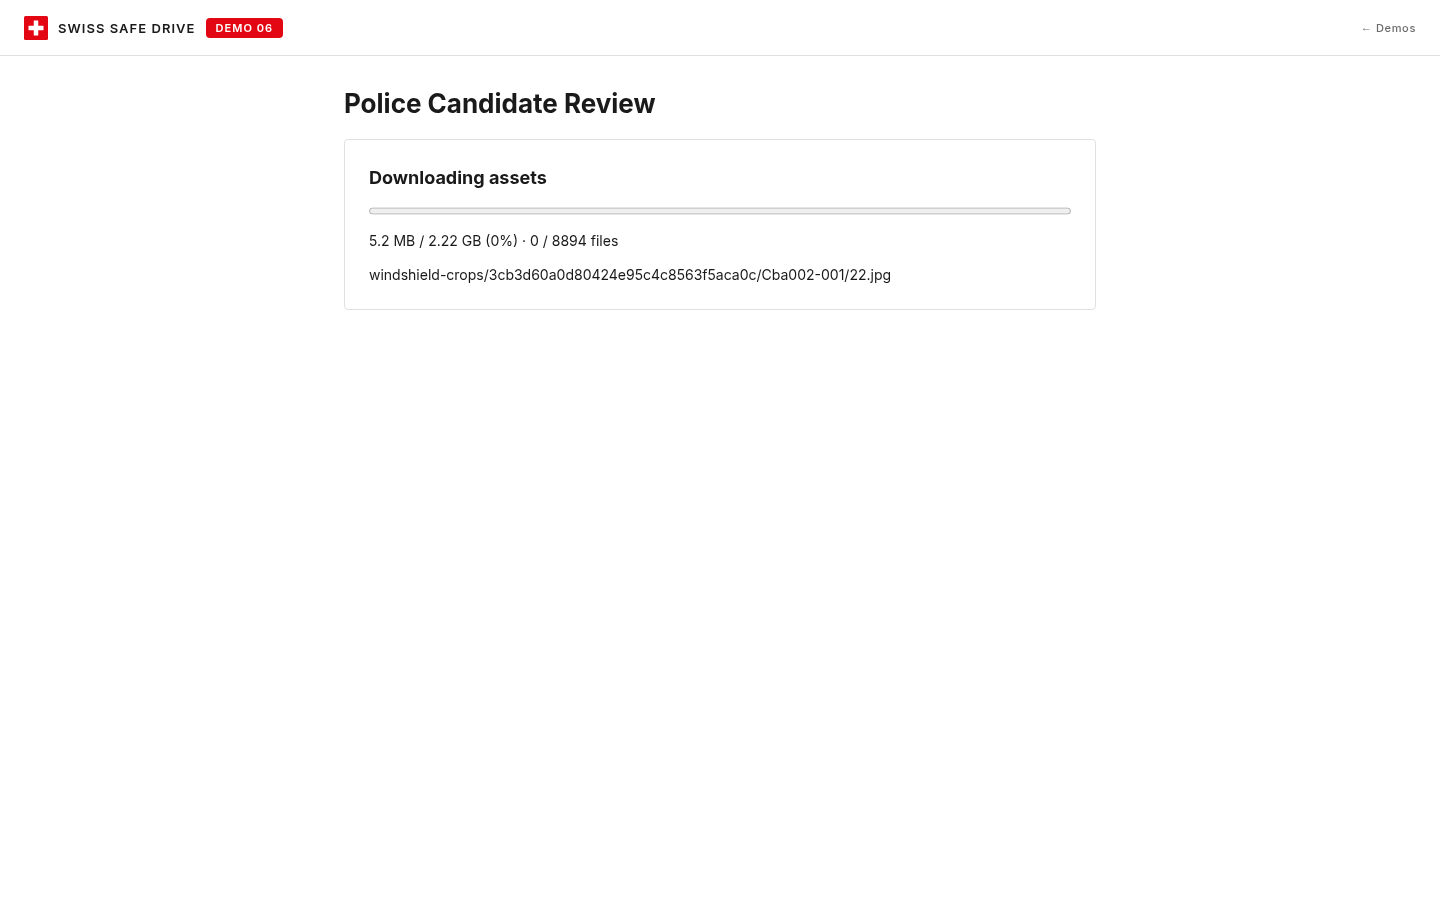 SWISS SAFE DRIVE DEMO 06
← Demos
Police Candidate Review
Downloading assets
5.2 MB / 2.22 GB (0%) · 0 / 8894 files
windshield-crops/3cb3d60a0d80424e95c4c8563f5aca0c/Cba002-001/22.jpg